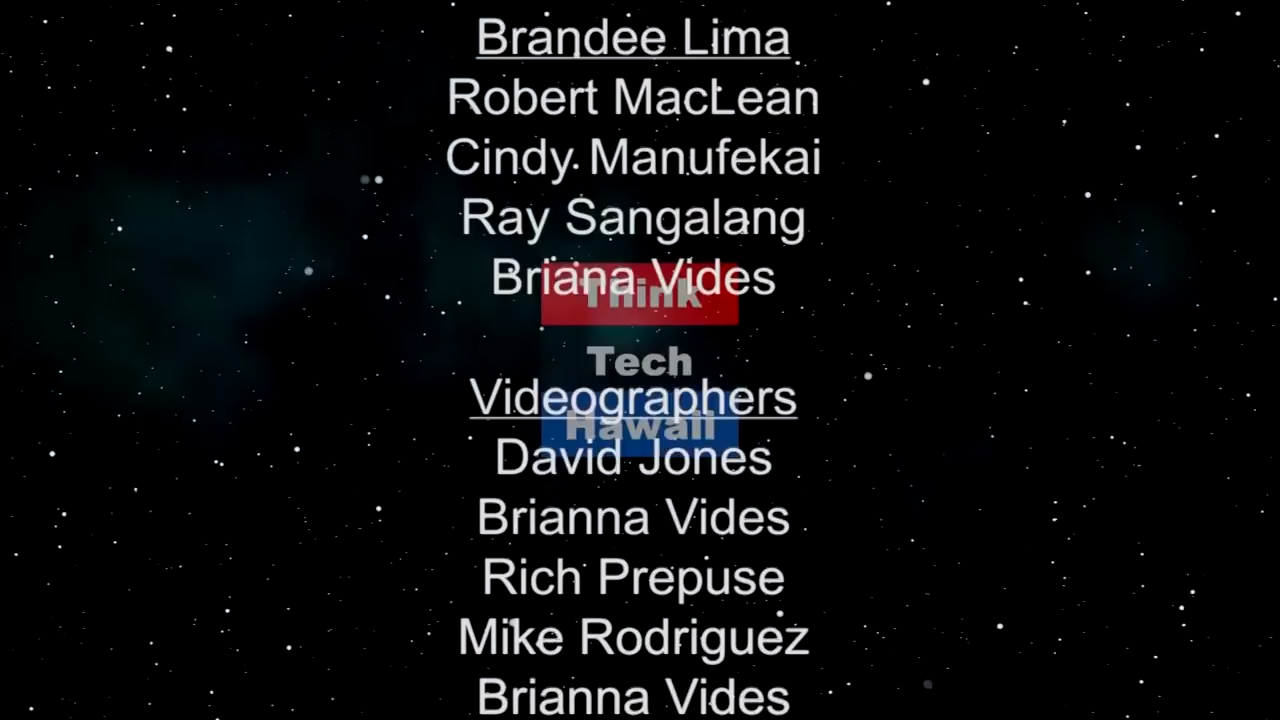 Brandee Lima
Robert MacLean
Cindy Manufekai
Ray Sangalang
Briana Vides
Think
Tech
Videographers
Hawaii
David Jones
Brianna Vides
Rich Prepuse
Mike Rodriguez
Brianna Vides